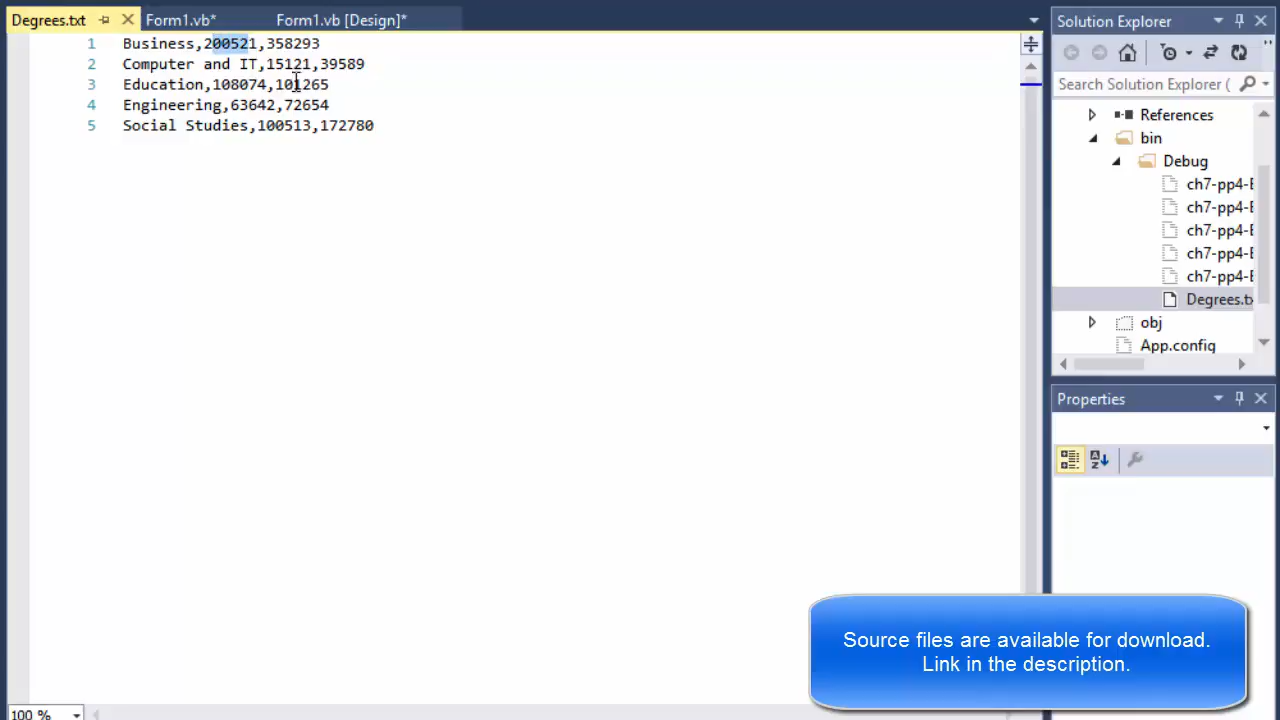 Degrees.txt
Form1.vb*
Form1.vb [Design]*
1 Business,200521,358293
2 Computer and IT,15121,39589
3 Education,108074,101265
4 Engineering,63642,72654
5 Social Studies,100513,172780
100 %
Solution Explorer
Search Solution Explorer (
References
bin
Debug
ch7-pp4-E
ch7-pp4-E
ch7-pp4-E
ch7-pp4-E
ch7-pp4-E
Degrees.tx
obj
App.config
Properties
Source files are available for download.
Link in the description.